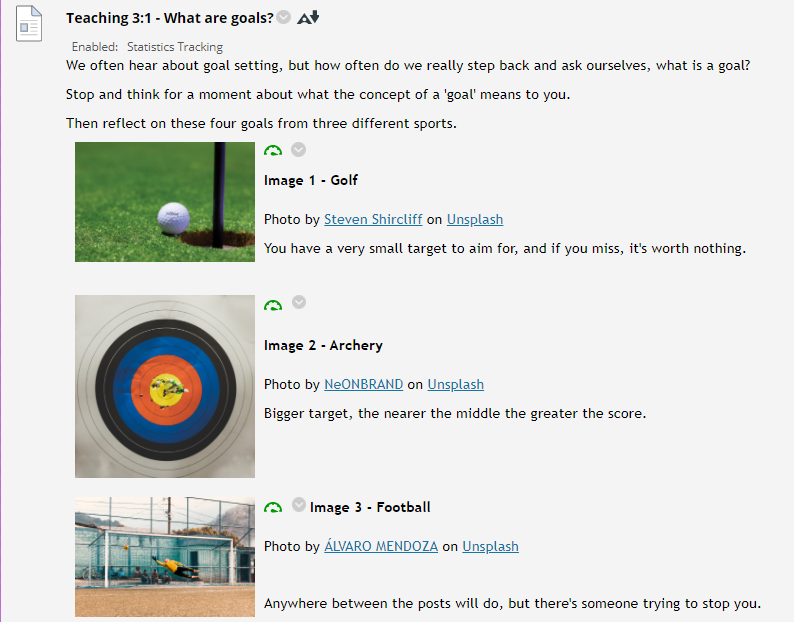 Teaching 3:1 - What are goals?
Enabled: Statistics Tracking
We often hear about goal setting, but how often do we really step back and ask ourselves, what is a goal?
Stop and think for a moment about what the concept of a 'goal' means to you.
Then reflect on these four goals from three different sports.
Image 1 - Golf
Photo by Steven Shircliff on Unsplash
You have a very small target to aim for, and if you miss, it's worth nothing.
Image 2 - Archery
Photo by NeONBRAND on Unsplash
Bigger target, the nearer the middle the greater the score.
Image 3 - Football
Photo by ÁLVARO MENDOZA on Unsplash
Anywhere between the posts will do, but there's someone trying to stop you.